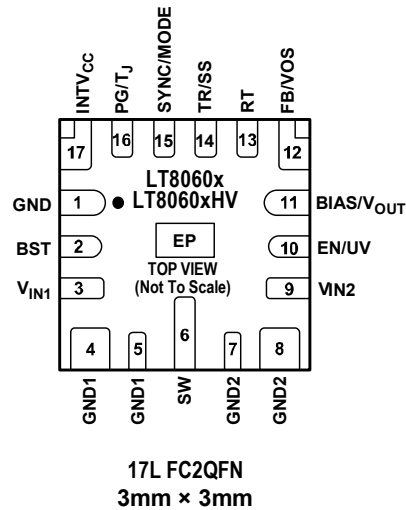 INTVCC
PG/TJ
SYNC/MODE
TR/SS
RT
FB/VOS
17
16
15
14
13
12
LT8060x
LT8060xHV
GND
1
11
BIAS/VOUT
BST
2
EP
10
EN/UV
TOP VIEW
(Not To Scale)
VIN1
3
9
VIN2
4
5
6
7
8
GND1
GND1
SW
GND2
GND2
17L FC2QFN
3mm × 3mm